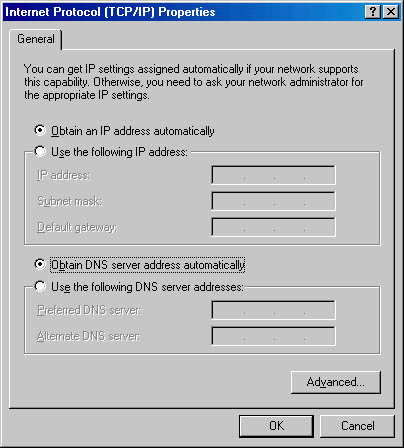 Internet Protocol (TCP/IP) Properties
General
You can get IP settings assigned automatically if your network supports
this capability. Otherwise, you need to ask your network administrator for
the appropriate IP settings.
Obtain an IP address automatically
Use the following IP address:
IP address:
Subnet mask:
Default gateway:
Obtain DNS server address automatically
Use the following DNS server addresses:
Preferred DNS server:
Alternate DNS server:
Advanced...
OK
Cancel